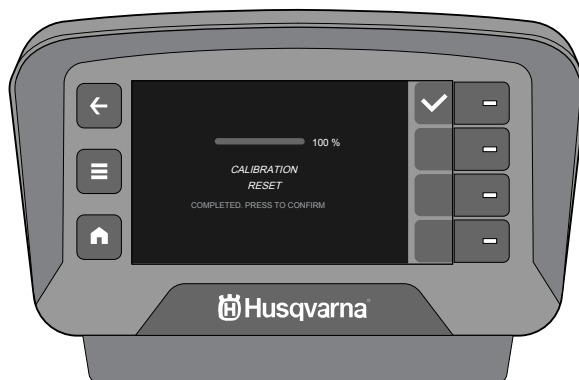 100 %
CALIBRATION
RESET
COMPLETED. PRESS TO CONFIRM
Husqvarna